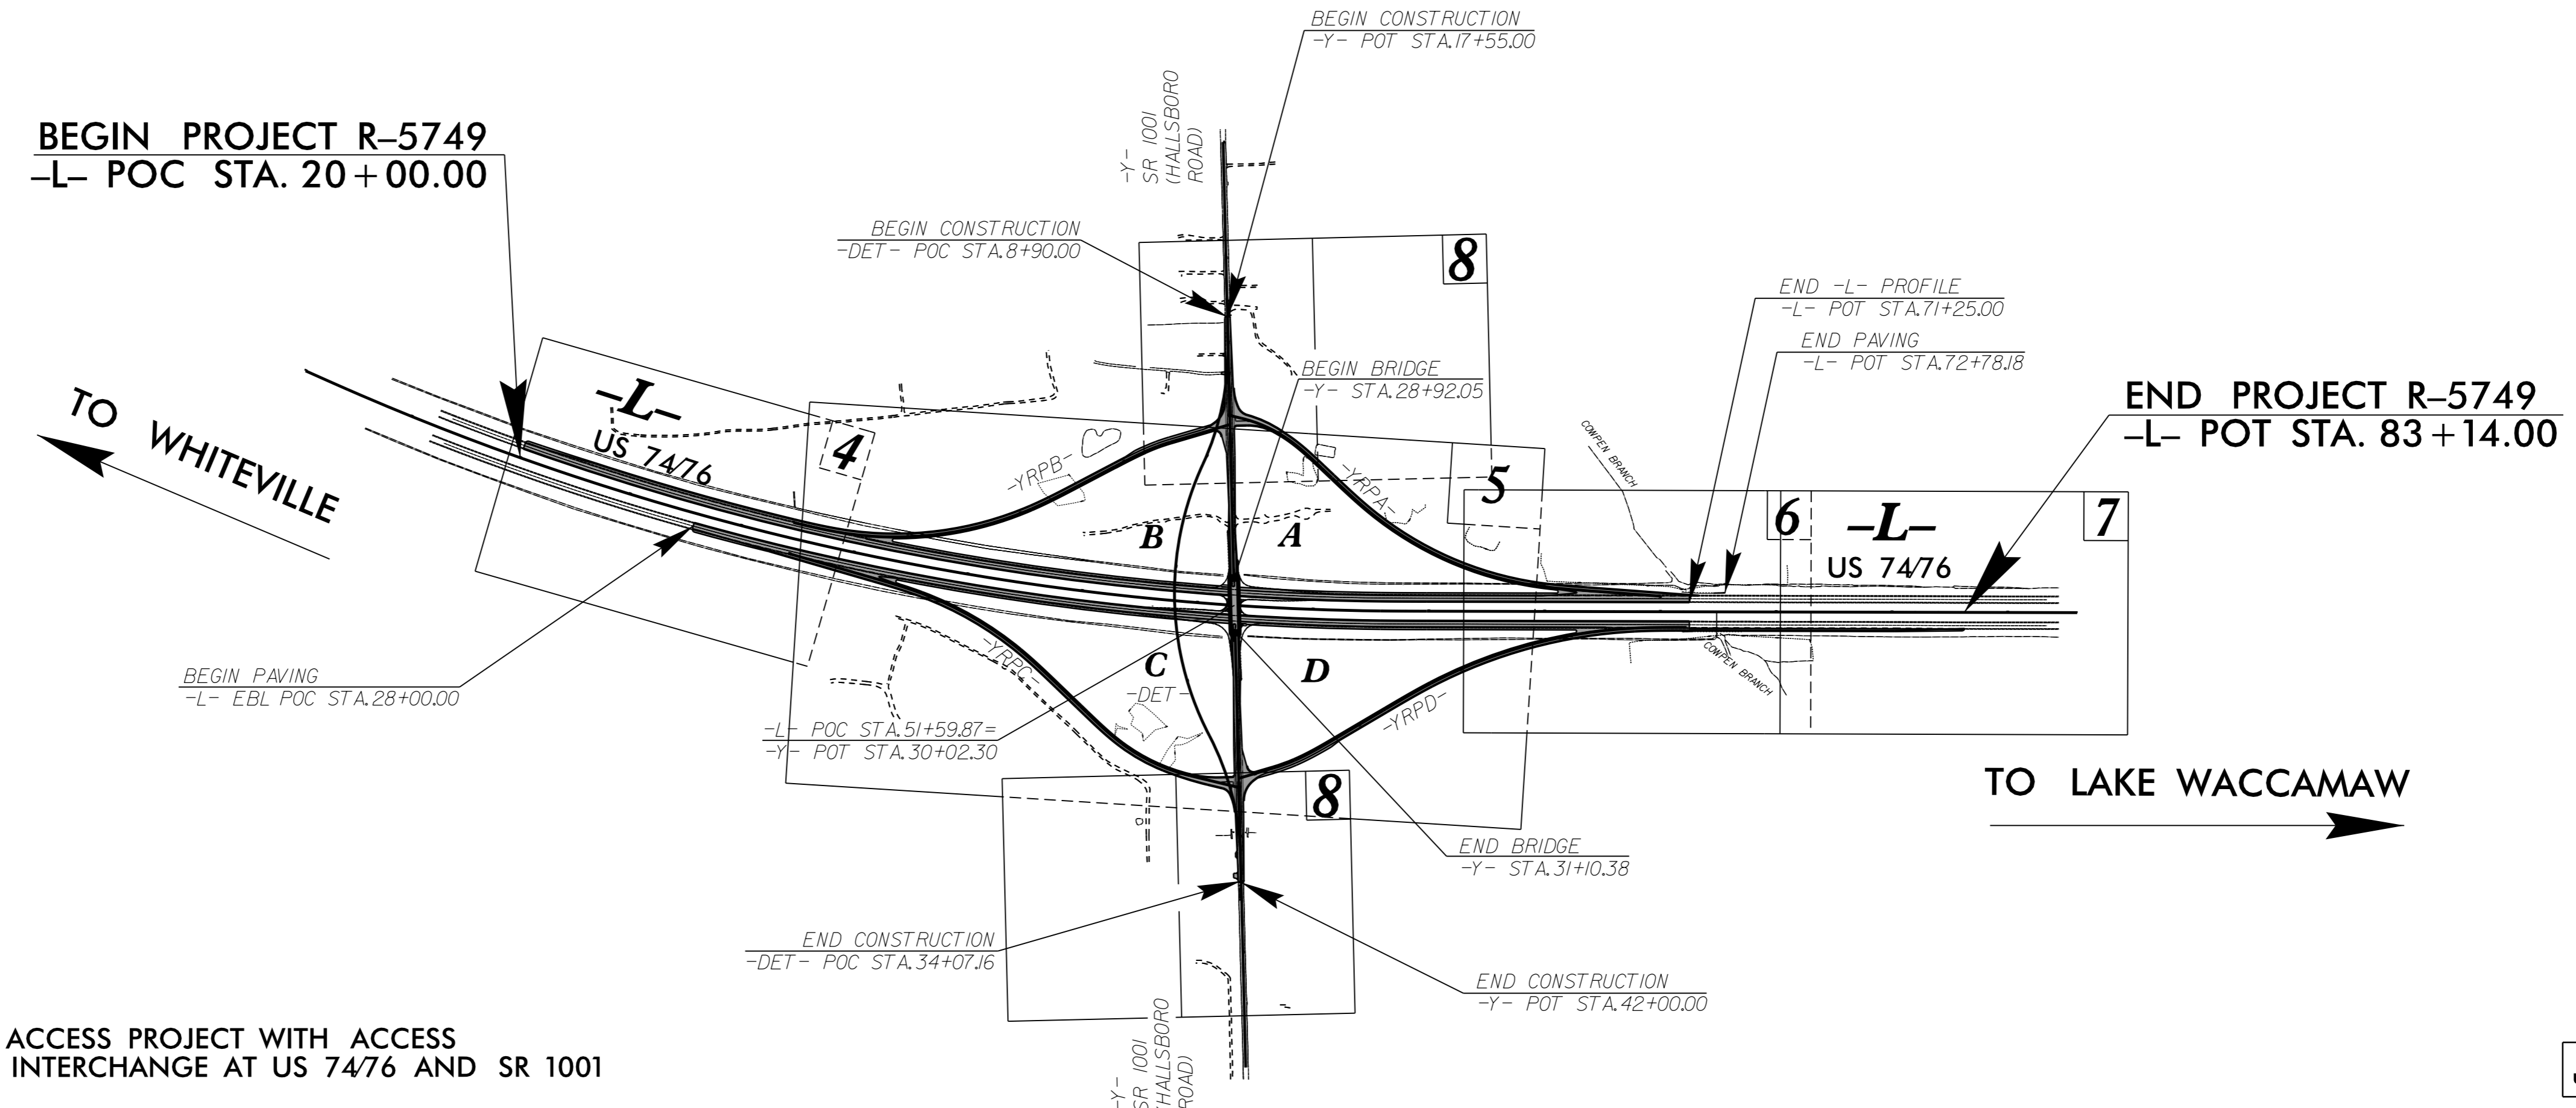 BEGIN CONSTRUCTION
-Y- POT STA.17+55.00
-Y-
SR 1001
(HALLSBORO
ROAD)
BEGIN PROJECT R–5749
–L– POC STA. 20+00.00
BEGIN CONSTRUCTION
-DET- POC STA.8+90.00
8
END -L- PROFILE
-L- POT STA.71+25.00
END PAVING
-L- POT STA.72+78.18
BEGIN BRIDGE
-Y- STA.28+92.05
END PROJECT R–5749
–L– POT STA. 83+14.00
TO WHITEVILLE
–L–
US 74/76
4
-YRPB-
-YRPA-
5
COWPEN BRANCH
6
–L–
US 74/76
7
B
A
C
D
-YRPC-
-DET-
-YRPD-
COWPEN BRANCH
BEGIN PAVING
-L- EBL POC STA.28+00.00
-L- POC STA.51+59.87=
-Y- POT STA.30+02.30
8
TO LAKE WACCAMAW
END BRIDGE
-Y- STA.31+10.38
END CONSTRUCTION
-DET- POC STA.34+07.16
END CONSTRUCTION
-Y- POT STA.42+00.00
-Y-
SR 1001
(HALLSBORO
ROAD)
ACCESS PROJECT WITH ACCESS
INTERCHANGE AT US 74/76 AND SR 1001